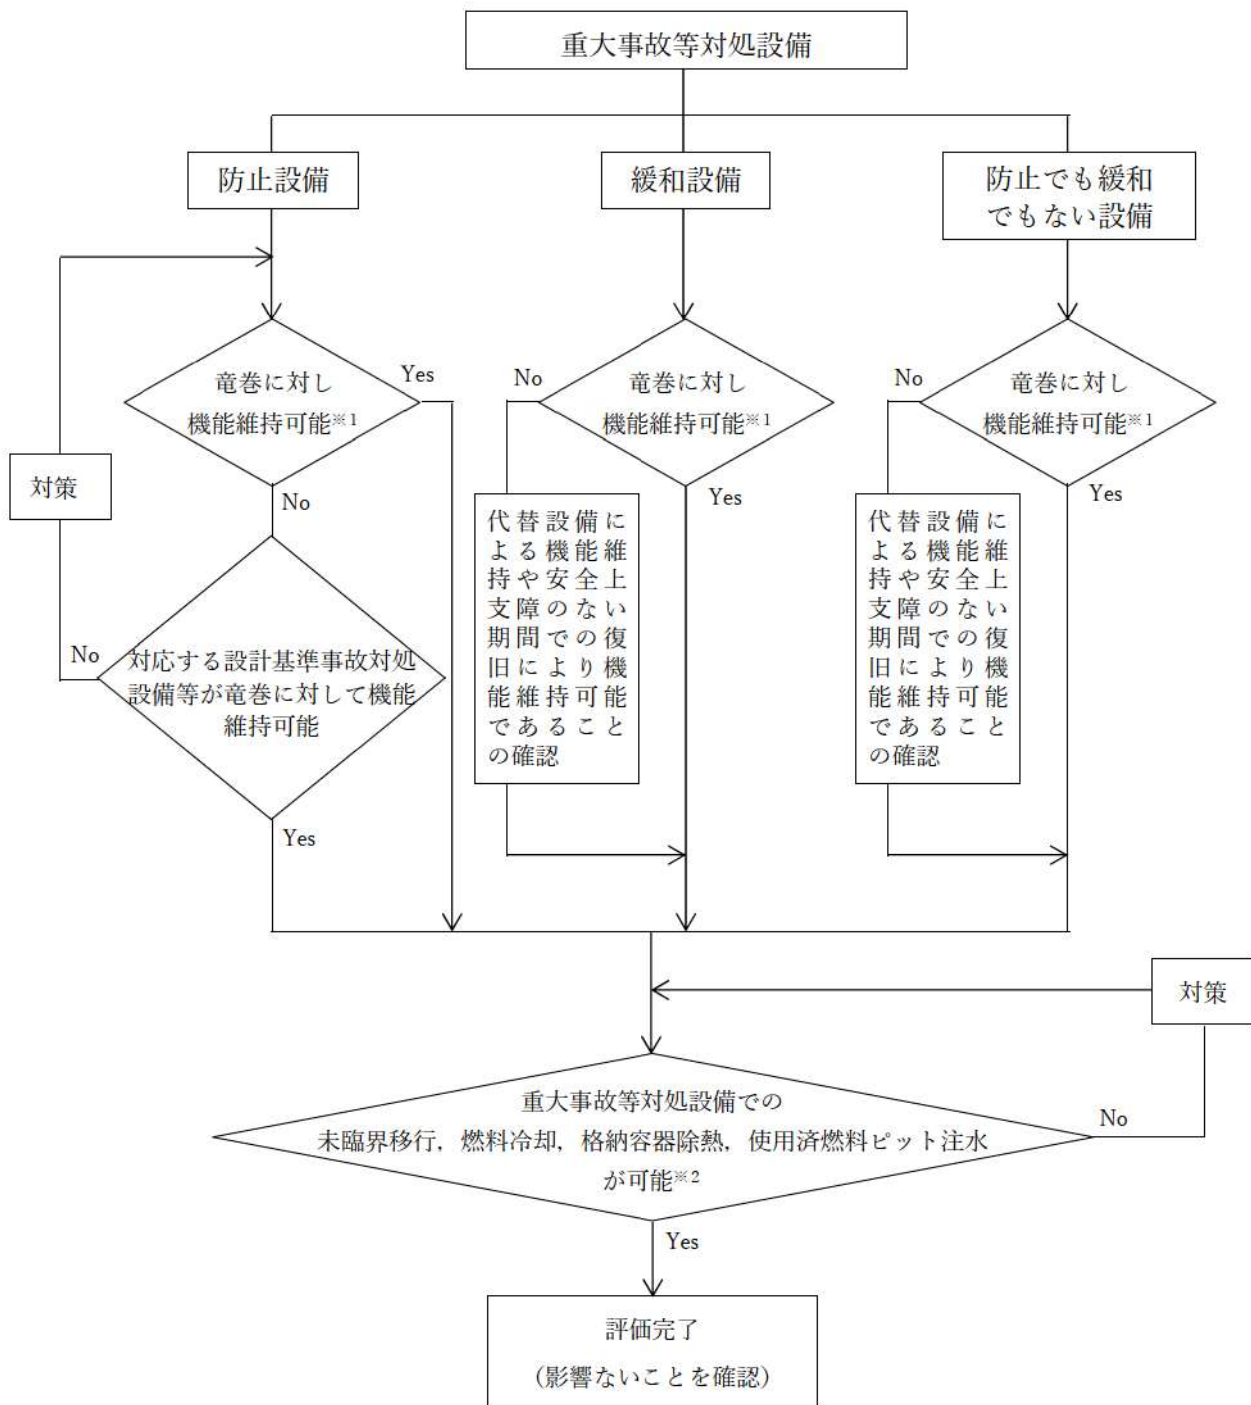 重大事故等対処設備
防止設備
緩和設備
防止でも緩和
でもない設備
竜巻に対し
機能維持可能※1
Yes
No
対策
対応する設計基準事故対処
設備等が竜巻に対して機能
維持可能
No
Yes
竜巻に対し
機能維持可能※1
No
Yes
代替設備に
よる機能維
持や安全上
支障のない
期間での復
旧により機
能維持可能
であること
の確認
竜巻に対し
機能維持可能※1
No
Yes
代替設備に
よる機能維
持や安全上
支障のない
期間での復
旧により機
能維持可能
であること
の確認
対策
重大事故等対処設備での
未臨界移行，燃料冷却，格納容器除熱，使用済燃料ピット注水
が可能※2
No
Yes
評価完了
（影響ないことを確認）